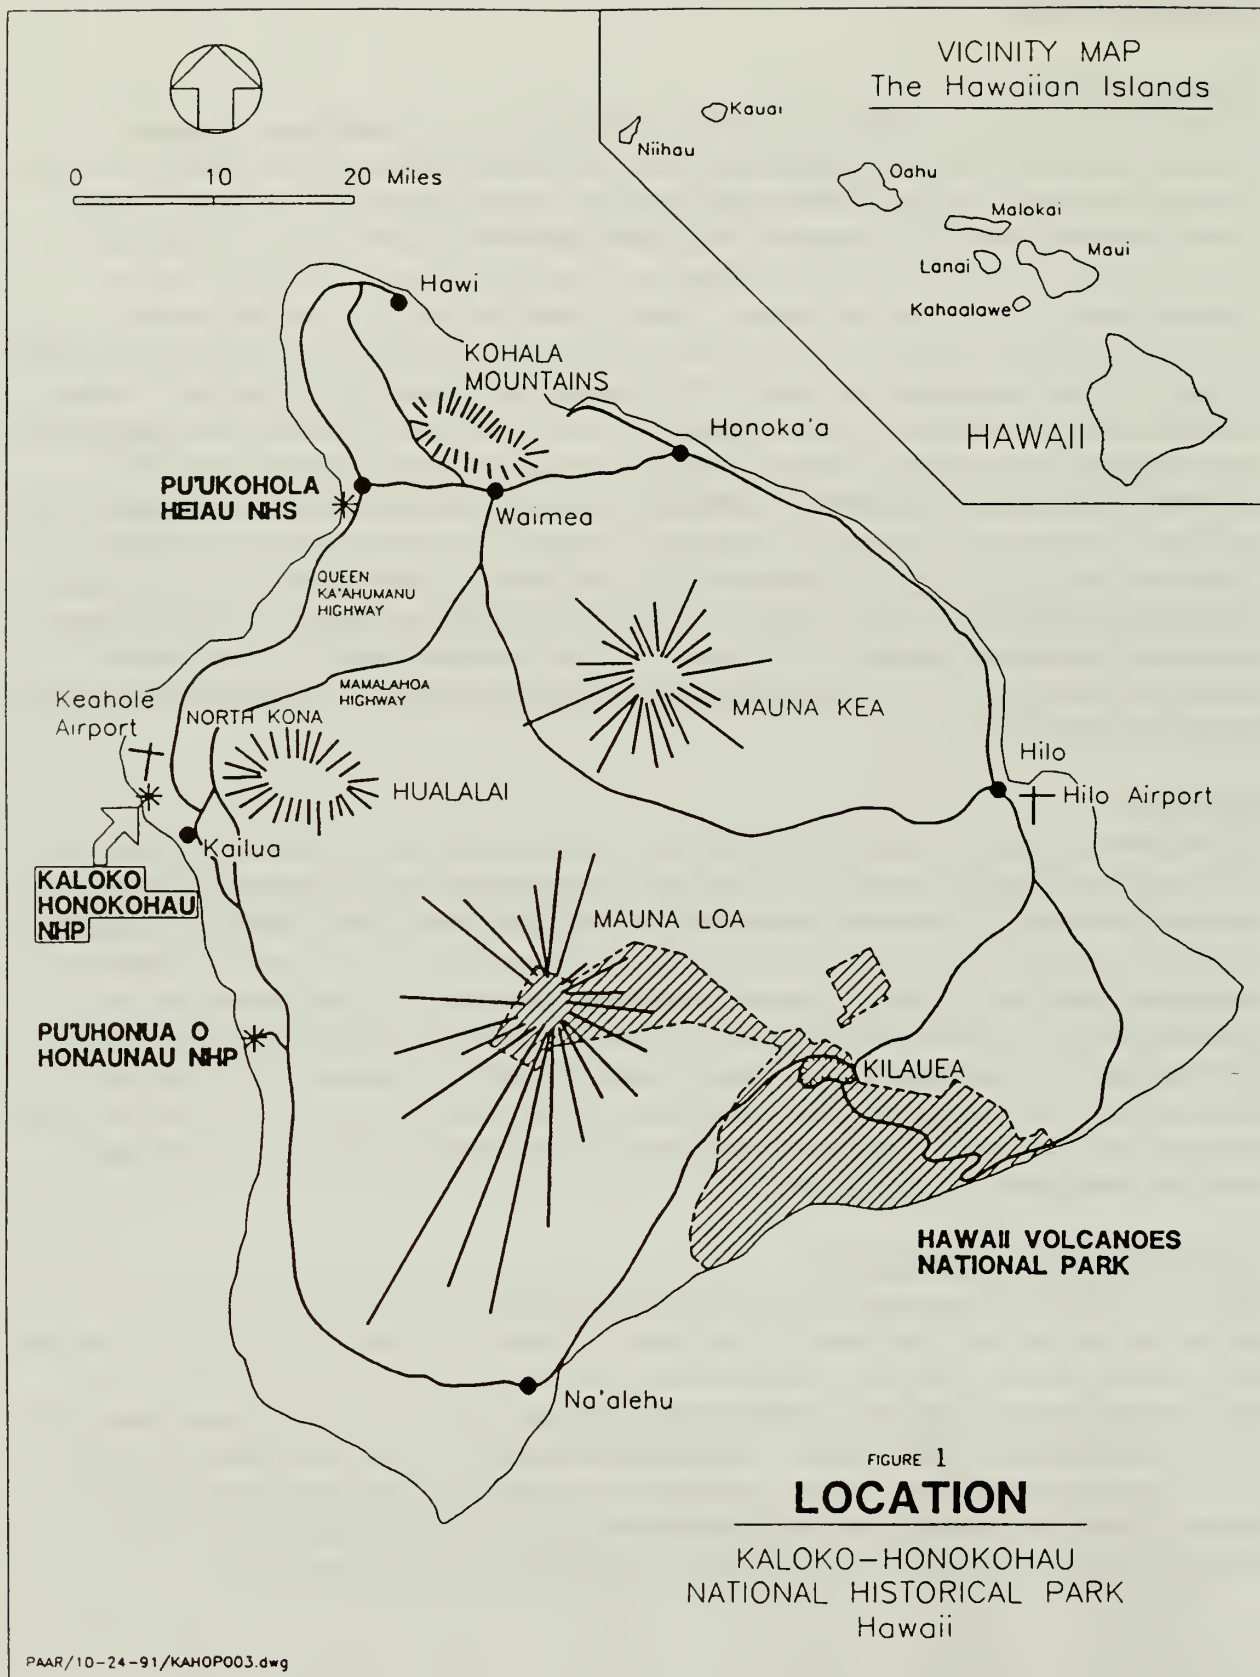 VICINITY MAP
The Hawaiian Islands
Kauai
Niihau
Oahu
Malokai
Maui
Lanai
Kahaalawe
HAWAII
0 10 20 Miles
Hawi
KOHALA
MOUNTAINS
Honoka'a
PU'UKOHOLA
HEIAU NHS
Waimea
QUEEN
KA'AHUMANU
HIGHWAY
MAMALAHOA
HIGHWAY
Keahole
Airport
NORTH KONA
MAUNA KEA
HUALALAI
Hilo
Hilo Airport
Kailua
KALOKO
HONOKOHAU
NHP
MAUNA LOA
PU'UHONUA O
HONAUNAU NHP
KILAUEA
HAWAII VOLCANOES
NATIONAL PARK
Na'alehu
FIGURE 1
LOCATION
KALOKO-HONOKOHAU
NATIONAL HISTORICAL PARK
Hawaii
PAAR/10-24-91/KAHOP003.dwg